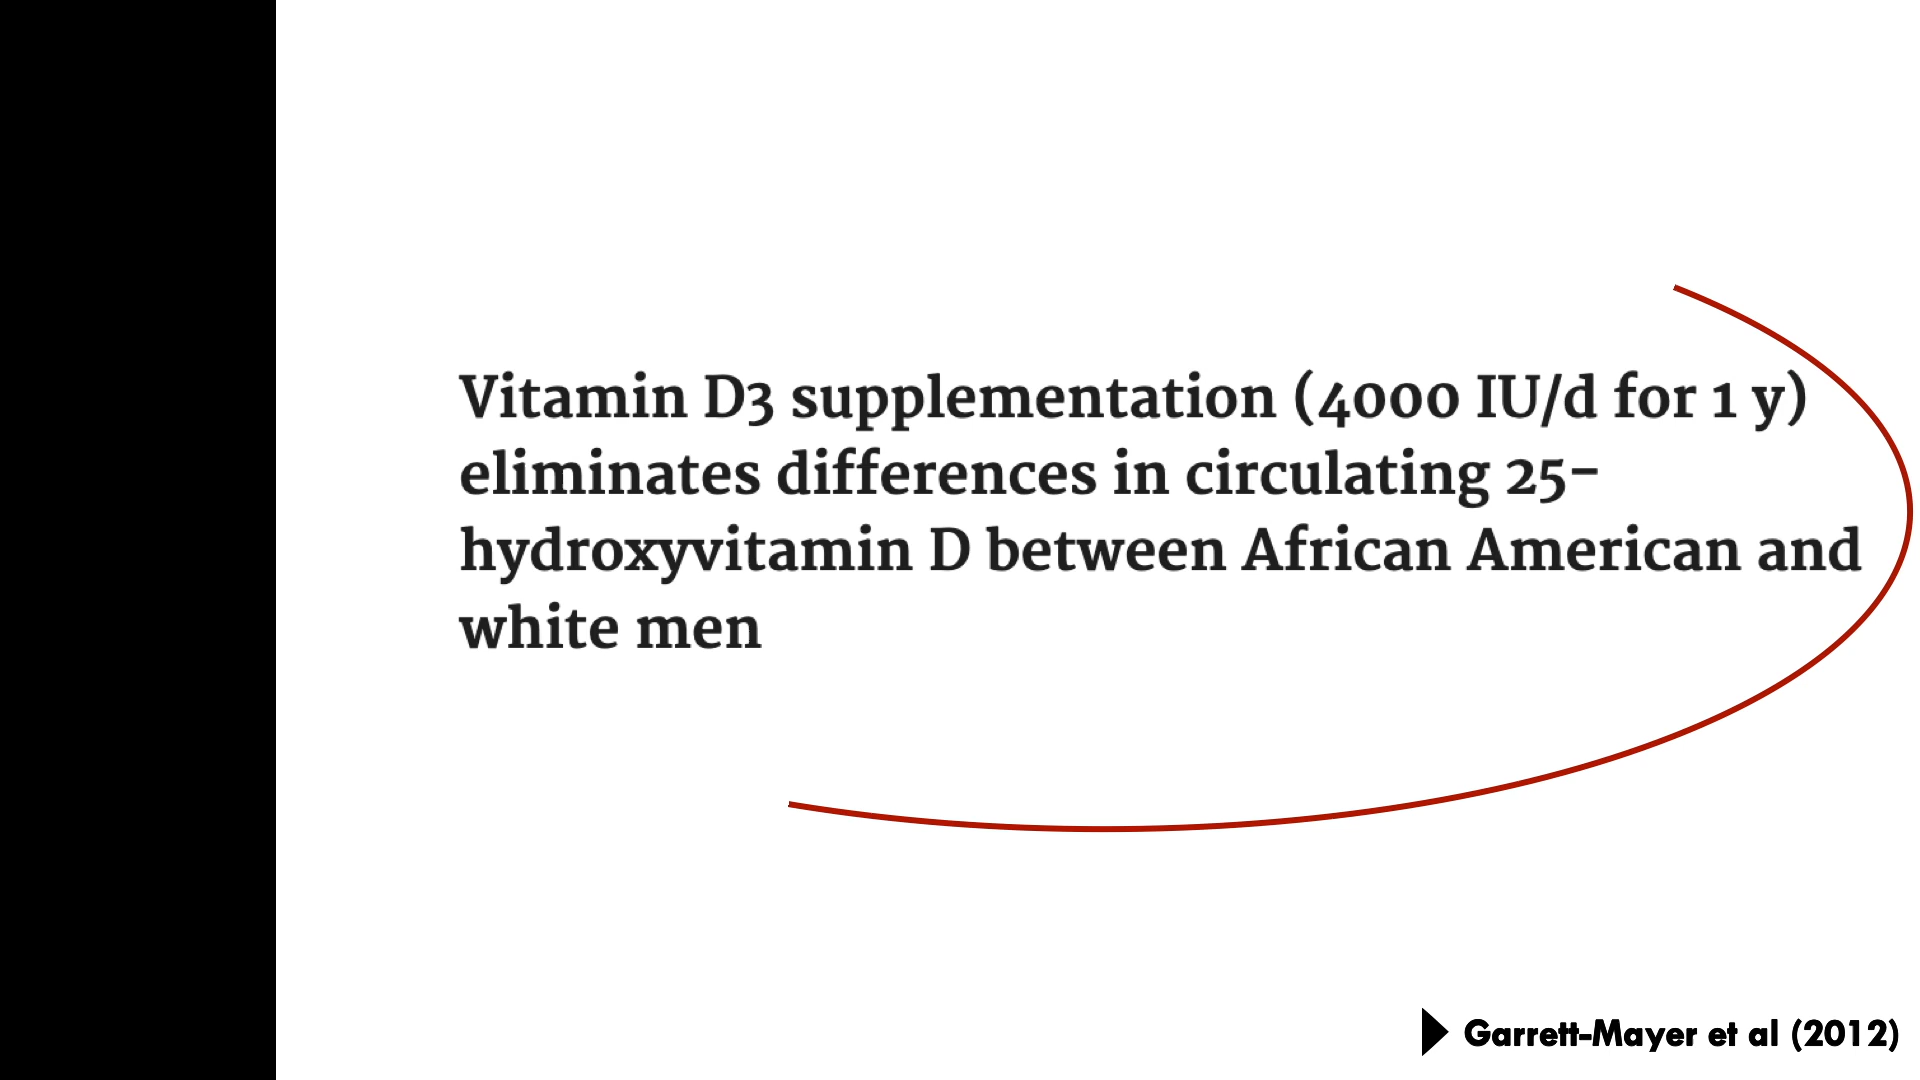 Vitamin D3 supplementation (4000 IU/d for 1 y)
eliminates differences in circulating 25-
hydroxyvitamin D between African American and
white men
Garrett-Mayer et al (2012)